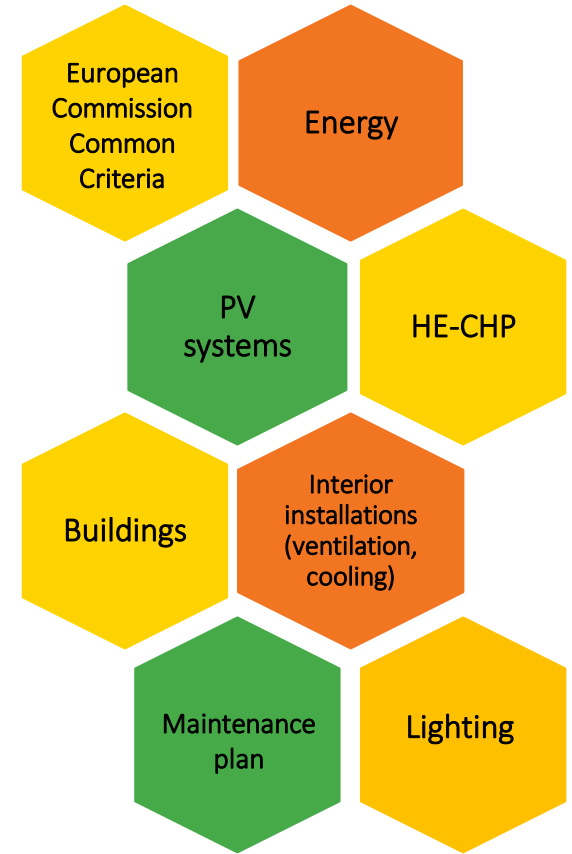 European
Commission
Common
Criteria
Energy
PV
systems
HE-CHP
Buildings
Interior
installations
(ventilation,
cooling)
Maintenance
plan
Lighting